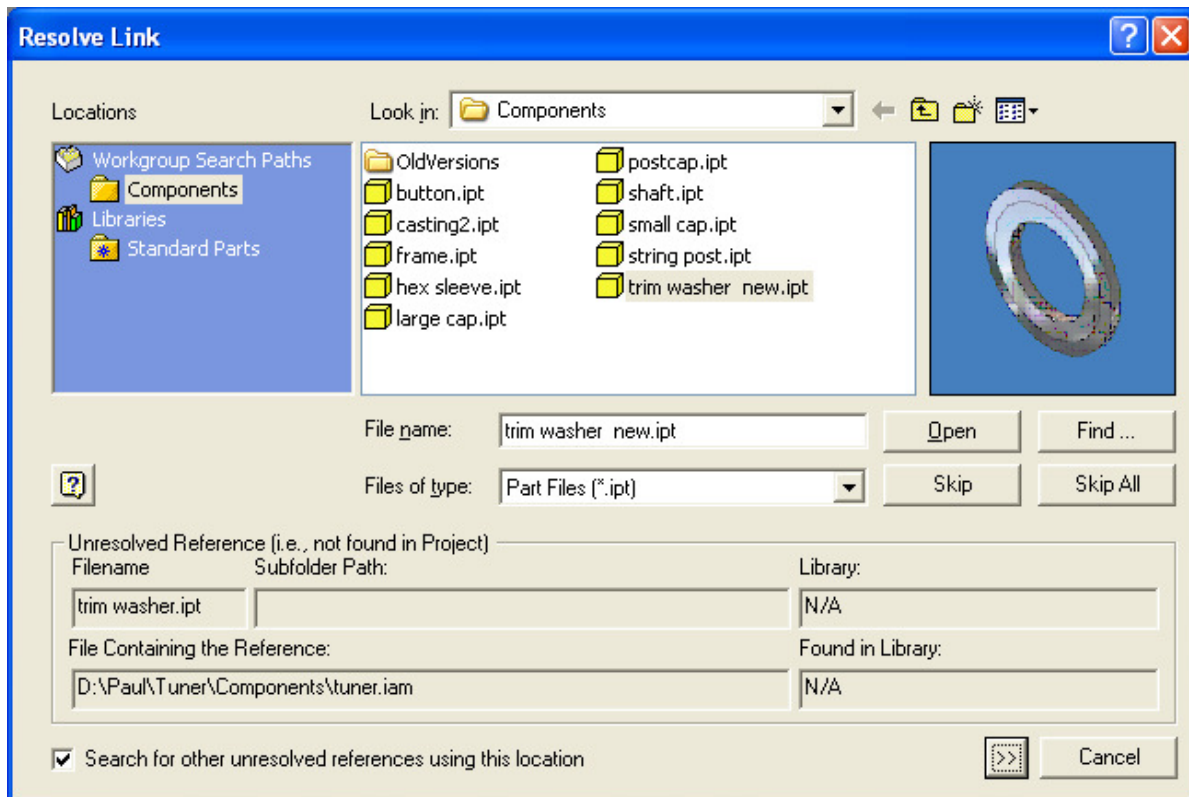 Resolve Link
Locations
Look in: Components
Workgroup Search Paths
Components
Libraries
Standard Parts
OldVersions
button.ipt
casting2.ipt
frame.ipt
hex sleeve.ipt
large cap.ipt
postcap.ipt
shaft.ipt
small cap.ipt
string post.ipt
trim washer  new.ipt
File name: trim washer  new.ipt
Open Find ...
Files of type: Part Files (*.ipt)
Skip Skip All
Unresolved Reference (i.e., not found in Project)
Filename Subfolder Path: Library:
trim washer.ipt N/A
File Containing the Reference: Found in Library:
D:\Paul\Tuner\Components\tuner.iam N/A
Search for other unresolved references using this location
>> Cancel